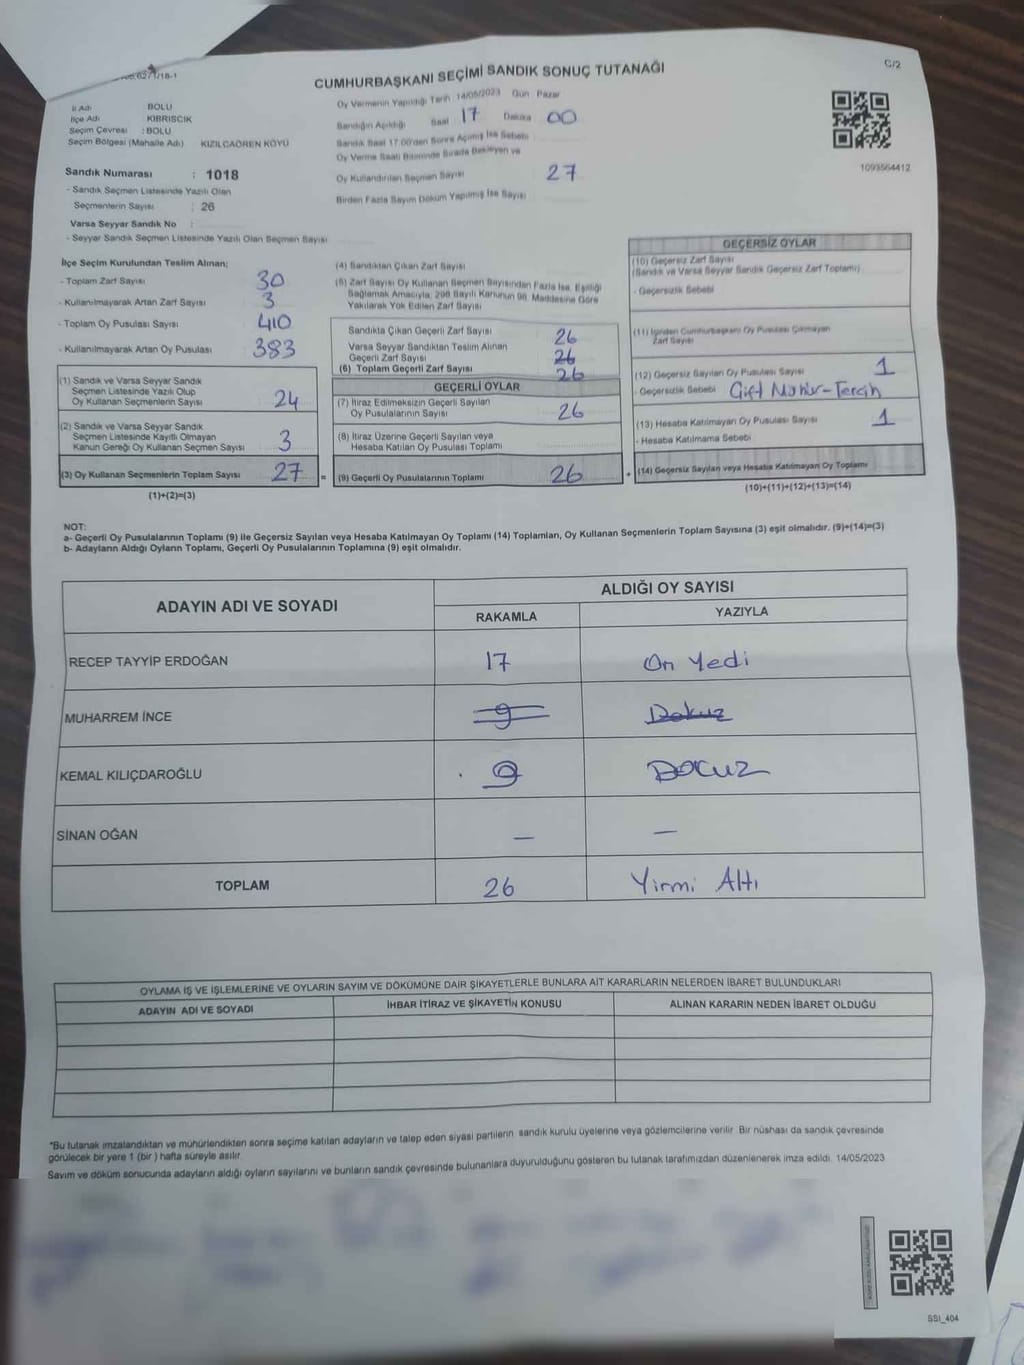 C/2
CUMHURBAŞKANI SEÇİMİ SANDIK SONUÇ TUTANAĞI
İl Adı BOLU
İlçe Adı KIBRISCIK
Seçim Çevresi : BOLU
Seçim Bölgesi (Mahalle Adı) KIZILCAÖREN KÖYÜ
Sandık Numarası : 1018
- Sandık Seçmen Listesinde Yazılı Olan
Seçmenlerin Sayısı : 26
Varsa Seyyar Sandık No :
- Seyyar Sandık Seçmen Listesinde Yazılı Olan Seçmen Sayısı
Oy Vermenin Yapıldığı Tarih 14/05/2023 Gün Pazar
Sandığın Açıldığı Saat 17 Dakika 00
Sandık Saat 17.00'den Sonra Açılmış İse Sebebi
Oy Verme Saati Bitiminde Sırada Bekleyen ve
Oy Kullandırılan Seçmen Sayısı 27
Birden Fazla Sayım Döküm Yapılmış İse Sayısı
1093564412
İlçe Seçim Kurulundan Teslim Alınan;
- Toplam Zarf Sayısı 30
- Kullanılmayarak Artan Zarf Sayısı 3
- Toplam Oy Pusulası Sayısı 410
- Kullanılmayarak Artan Oy Pusulası 383
(1) Sandık ve Varsa Seyyar Sandık
Seçmen Listesinde Yazılı Olup
Oy Kullanan Seçmenlerin Sayısı 24
(2) Sandık ve Varsa Seyyar Sandık
Seçmen Listesinde Kayıtlı Olmayan
Kanun Gereği Oy Kullanan Seçmen Sayısı 3
(3) Oy Kullanan Seçmenlerin Toplam Sayısı 27 =
(1)+(2)=(3)
(4) Sandıktan Çıkan Zarf Sayısı
(5) Zarf Sayısı Oy Kullanan Seçmen Sayısından Fazla İse, Eşitliği
Sağlamak Amacıyla, 298 Sayılı Kanunun 98. Maddesine Göre
Yakılarak Yok Edilen Zarf Sayısı
Sandıkta Çıkan Geçerli Zarf Sayısı 26
Varsa Seyyar Sandıktan Teslim Alınan
Geçerli Zarf Sayısı 26
(6) Toplam Geçerli Zarf Sayısı 26
GEÇERLİ OYLAR
(7) İtiraz Edilmeksizin Geçerli Sayılan
Oy Pusulalarının Sayısı 26
(8) İtiraz Üzerine Geçerli Sayılan veya
Hesaba Katılan Oy Pusulası Toplamı
(9) Geçerli Oy Pusulalarının Toplamı 26 +
GEÇERSİZ OYLAR
(10) Geçersiz Zarf Sayısı
(Sandık ve Varsa Seyyar Sandık Geçersiz Zarf Toplamı)
- Geçersizlik Sebebi
(11) İçinden Cumhurbaşkanı Oy Pusulası Çıkmayan
Zarf Sayısı
(12) Geçersiz Sayılan Oy Pusulası Sayısı 1
- Geçersizlik Sebebi Çift Mühür-Tercih
(13) Hesaba Katılmayan Oy Pusulası Sayısı 1
- Hesaba Katılmama Sebebi
(14) Geçersiz Sayılan veya Hesaba Katılmayan Oy Toplamı
(10)+(11)+(12)+(13)=(14)
NOT:
a- Geçerli Oy Pusulalarının Toplamı (9) ile Geçersiz Sayılan veya Hesaba Katılmayan Oy Toplamı (14) Toplamları, Oy Kullanan Seçmenlerin Toplam Sayısına (3) eşit olmalıdır. (9)+(14)=(3)
b- Adayların Aldığı Oyların Toplamı, Geçerli Oy Pusulalarının Toplamına (9) eşit olmalıdır.
ADAYIN ADI VE SOYADI
ALDIĞI OY SAYISI
RAKAMLA YAZIYLA
RECEP TAYYİP ERDOĞAN 17 On Yedi
MUHARREM İNCE 9 Dokuz
KEMAL KILIÇDAROĞLU 9 DOCUZ
SİNAN OĞAN — —
TOPLAM 26 Yirmi Altı
OYLAMA İŞ VE İŞLEMLERİNE VE OYLARIN SAYIM VE DÖKÜMÜNE DAİR ŞİKAYETLERLE BUNLARA AİT KARARLARIN NELERDEN İBARET BULUNDUKLARI
ADAYIN ADI VE SOYADI İHBAR İTİRAZ VE ŞİKAYETİN KONUSU ALINAN KARARIN NEDEN İBARET OLDUĞU
*Bu tutanak imzalandıktan ve mühürlendikten sonra seçime katılan adayların ve talep eden siyasi partilerin sandık kurulu üyelerine veya gözlemcilerine verilir. Bir nüshası da sandık çevresinde
görülecek bir yere 1 (bir) hafta süreyle asılır.
Sayım ve döküm sonucunda adayların aldığı oyların sayılarını ve bunların sandık çevresinde bulunanlara duyurulduğunu gösteren bu tutanak tarafımızdan düzenlenerek imza edildi. 14/05/2023
SSI_404